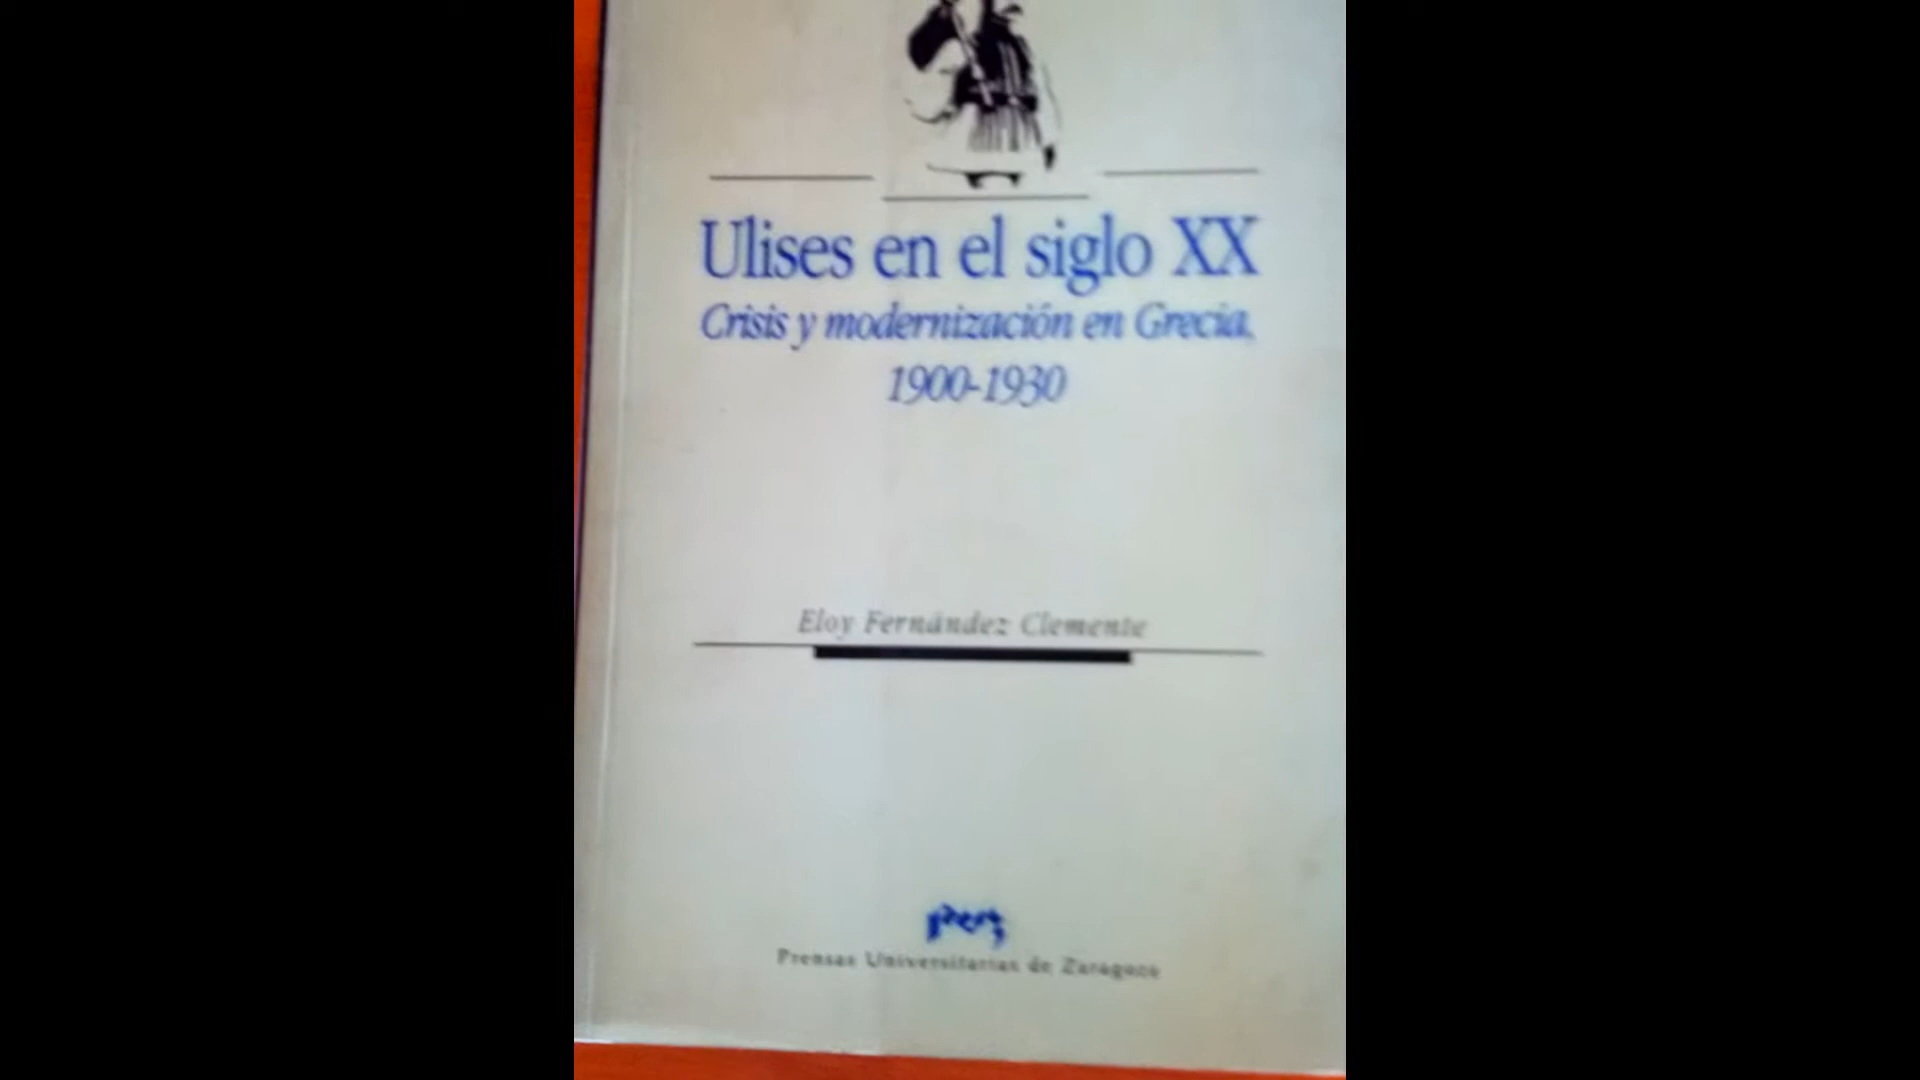 Ulises en el siglo XX
Crisis y modernización en Grecia,
1900-1930
Eloy Fernández Clemente
Prensas Universitarias de Zaragoza